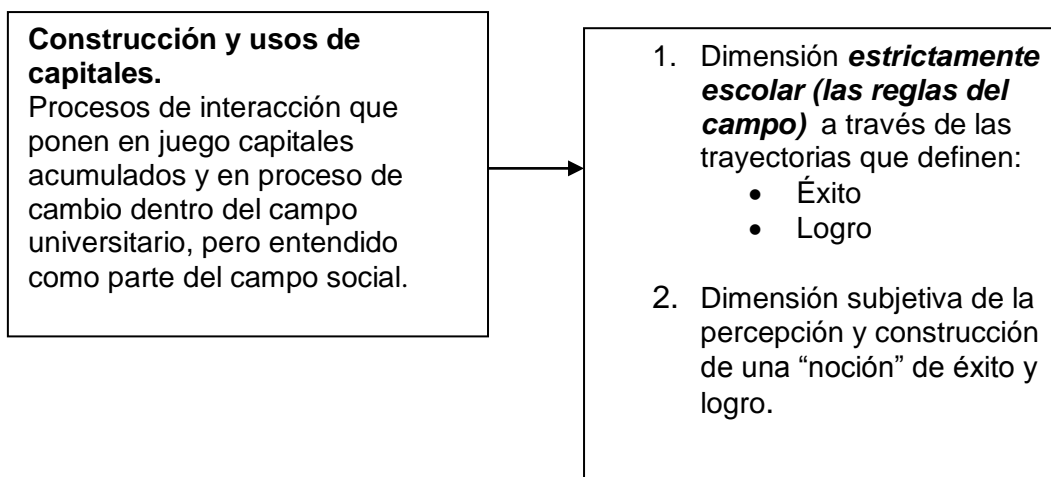 Construcción y usos de
capitales.
Procesos de interacción que
ponen en juego capitales
acumulados y en proceso de
cambio dentro del campo
universitario, pero entendido
como parte del campo social.
1. Dimensión estrictamente
escolar (las reglas del
campo) a través de las
trayectorias que definen:
• Éxito
• Logro
2. Dimensión subjetiva de la
percepción y construcción
de una “noción” de éxito y
logro.